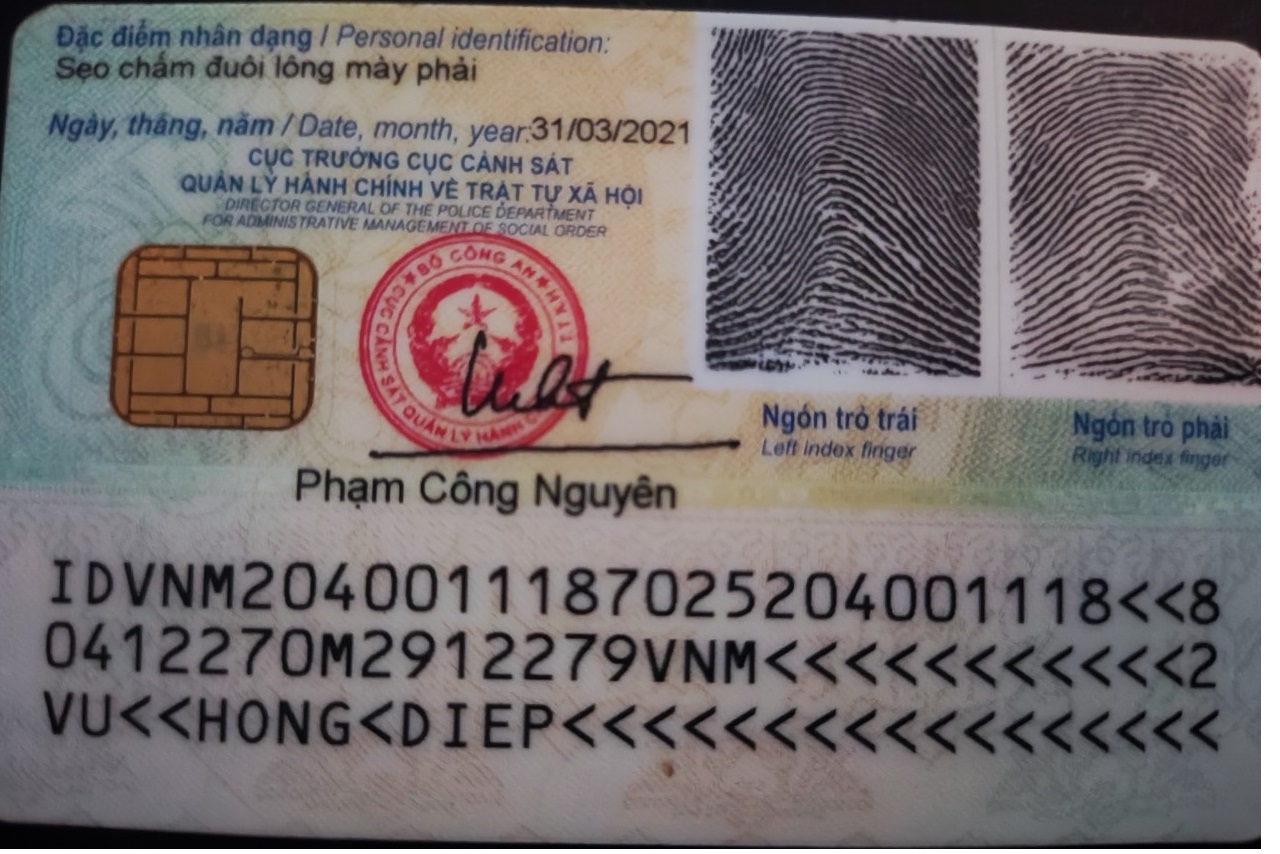 Đặc điểm nhân dạng / Personal identification:
Sẹo chấm đuôi lông mày phải
Ngày, tháng, năm / Date, month, year:31/03/2021
CỤC TRƯỞNG CỤC CẢNH SÁT
QUẢN LÝ HÀNH CHÍNH VỀ TRẬT TỰ XÃ HỘI
DIRECTOR GENERAL OF THE POLICE DEPARTMENT
FOR ADMINISTRATIVE MANAGEMENT OF SOCIAL ORDER
BỘ CÔNG AN
CỤC CẢNH SÁT QUẢN LÝ HÀNH
Ngón trỏ trái
Left index finger
Ngón trỏ phải
Right index finger
Phạm Công Nguyên
IDVNM2040011187025204001118<<8
0412270M2912279VNM<<<<<<<<<<<2
VU<<HONG<DIEP<<<<<<<<<<<<<<<<<